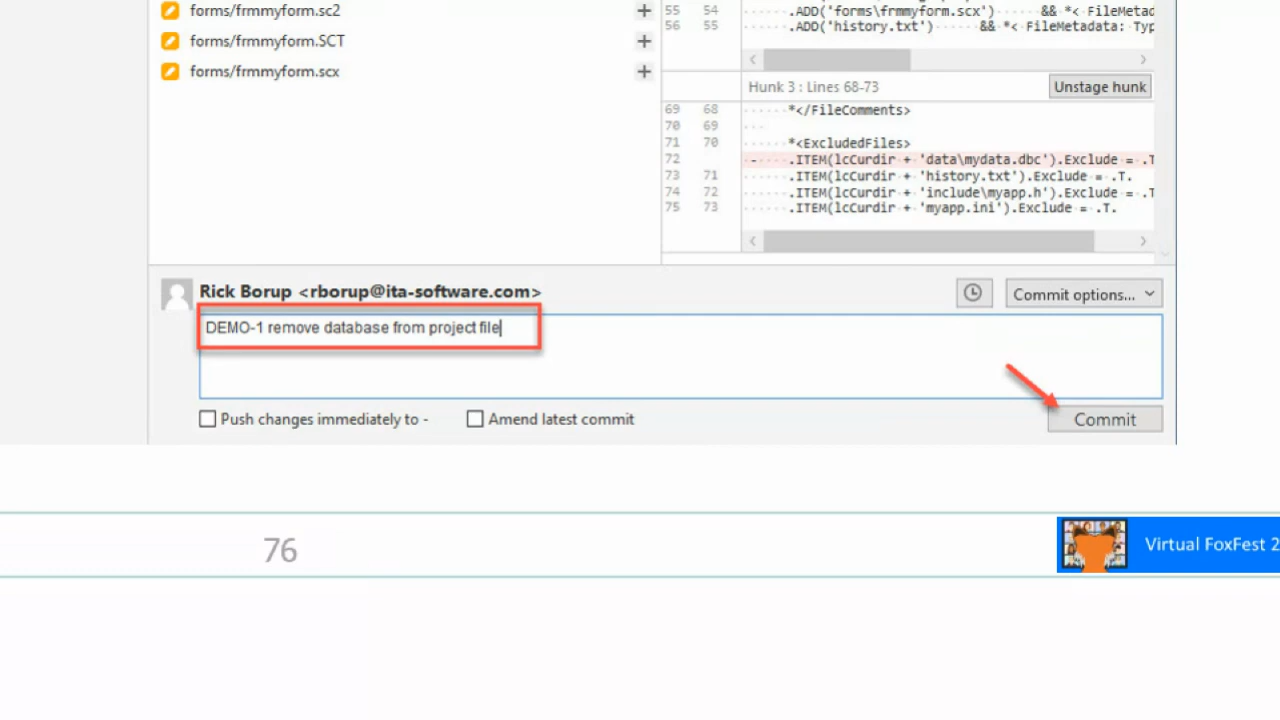 forms/frmmyform.sc2 +
forms/frmmyform.SCT +
forms/frmmyform.scx +
55 54 .ADD('forms\frmmyform.scx') && *< FileMetad
56 55 .ADD('history.txt') && *< FileMetadata: Typ
Hunk 3 : Lines 68-73 Unstage hunk
69 68 *</FileComments>
70 69
71 70 *<ExcludedFiles>
72 - .ITEM(lcCurdir + 'data\mydata.dbc').Exclude = .T
73 71 .ITEM(lcCurdir + 'history.txt').Exclude = .T.
74 72 .ITEM(lcCurdir + 'include\myapp.h').Exclude = .T
75 73 .ITEM(lcCurdir + 'myapp.ini').Exclude = .T.
Rick Borup <rborup@ita-software.com> Commit options...
DEMO-1 remove database from project file
Push changes immediately to - Amend latest commit Commit
76 Virtual FoxFest 2